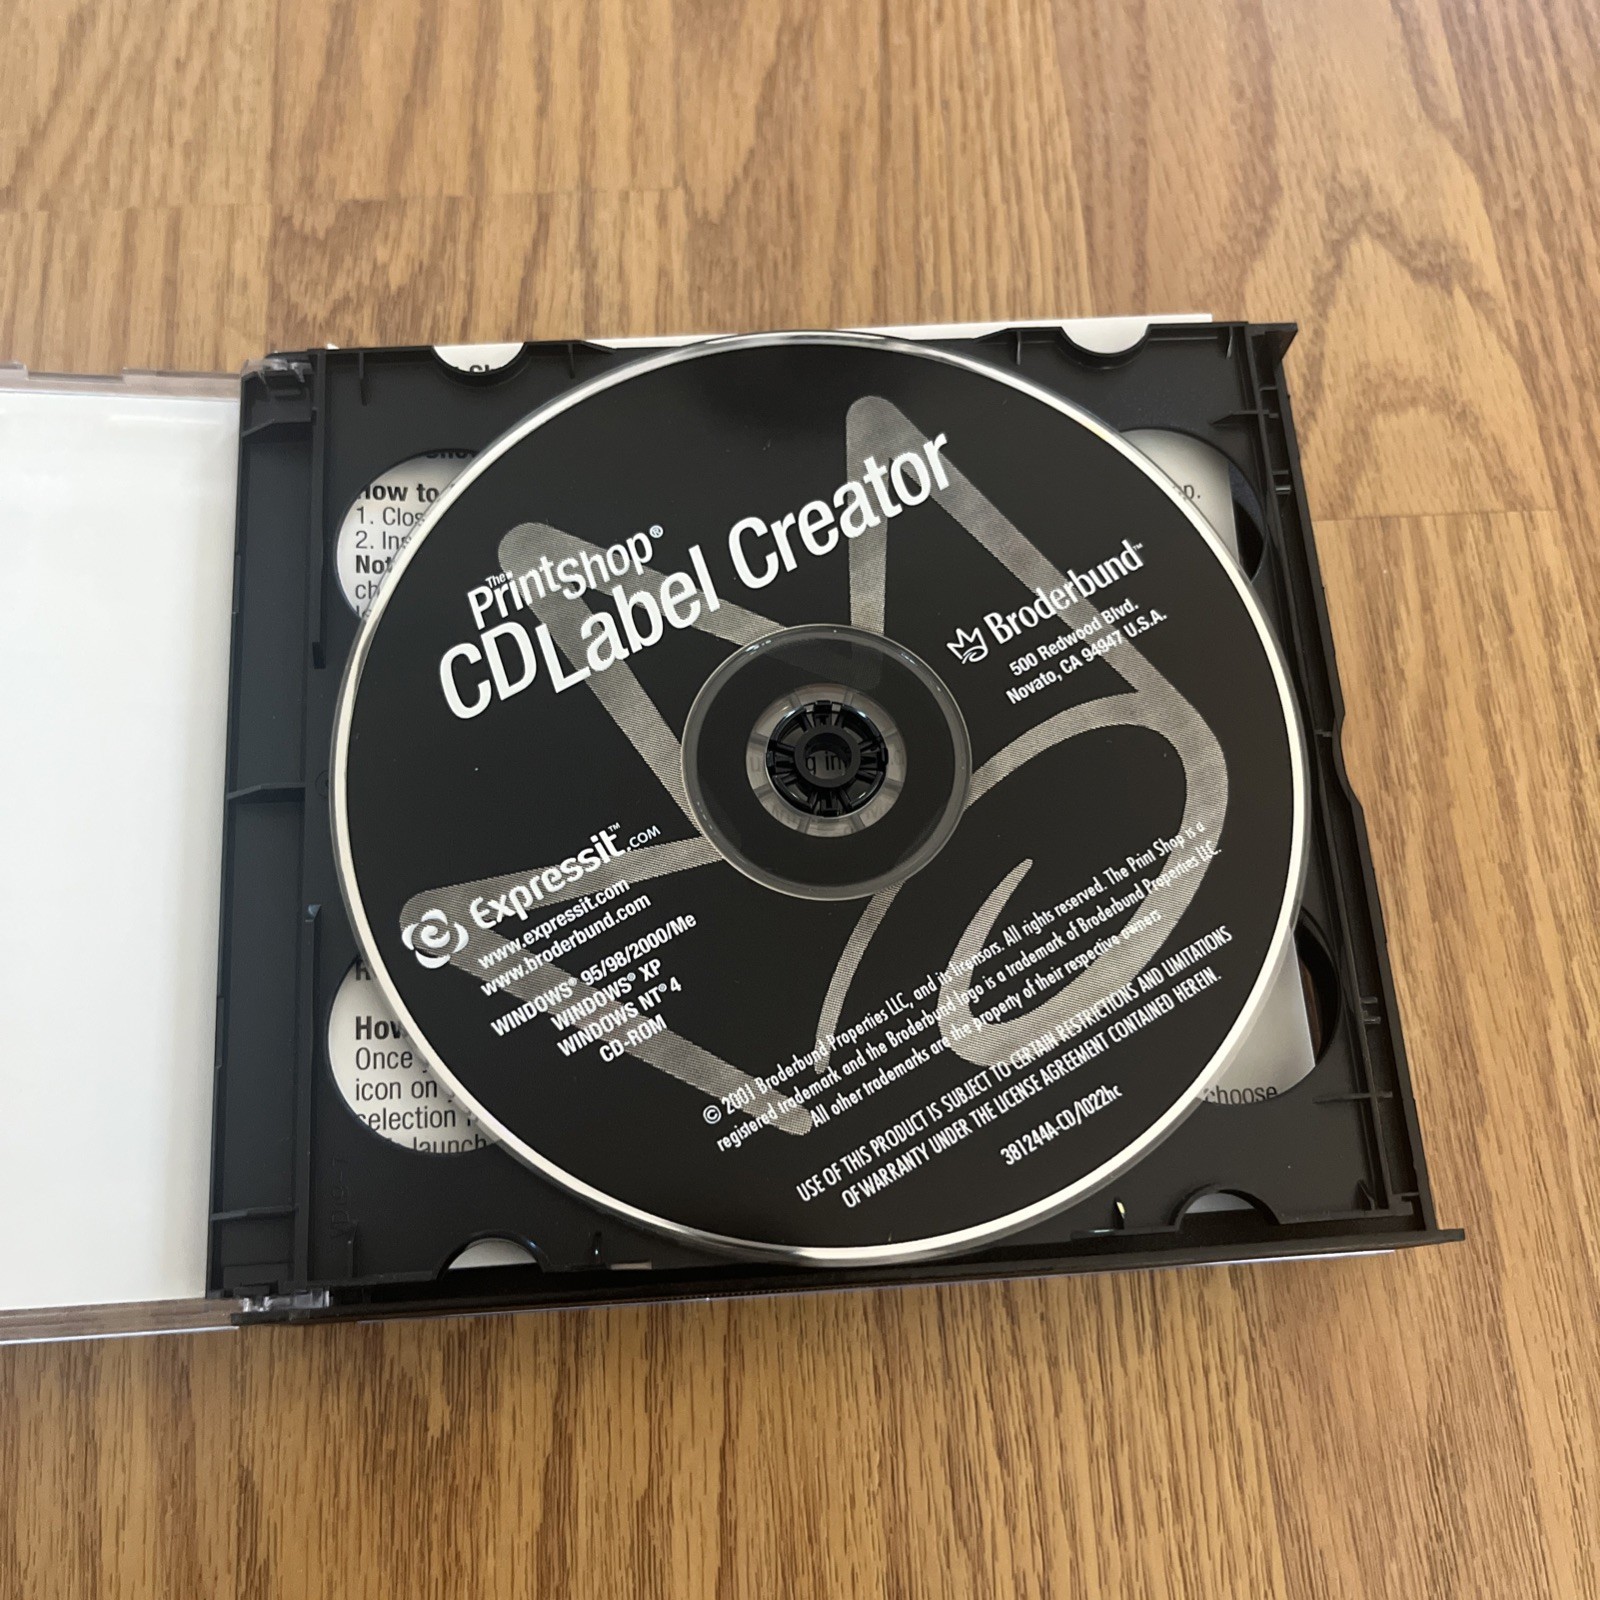 The
PrintShop®
CDLabel Creator
Broderbund™
500 Redwood Blvd.
Novato, CA 94947 U.S.A.
Expressit™.COM
www.expressit.com
www.broderbund.com
WINDOWS® 95/98/2000/Me
WINDOWS® XP
WINDOWS NT® 4
CD-ROM
© 2001 Broderbund Properties LLC, and its licensors. All rights reserved. The Print Shop is a
registered trademark and the Broderbund logo is a trademark of Broderbund Properties LLC.
All other trademarks are the property of their respective owners
USE OF THIS PRODUCT IS SUBJECT TO CERTAIN RESTRICTIONS AND LIMITATIONS
OF WARRANTY UNDER THE LICENSE AGREEMENT CONTAINED HEREIN.
381244A-CD/1022hc
How to
1.
2.
How
Once
icon on
selection
launch
choose